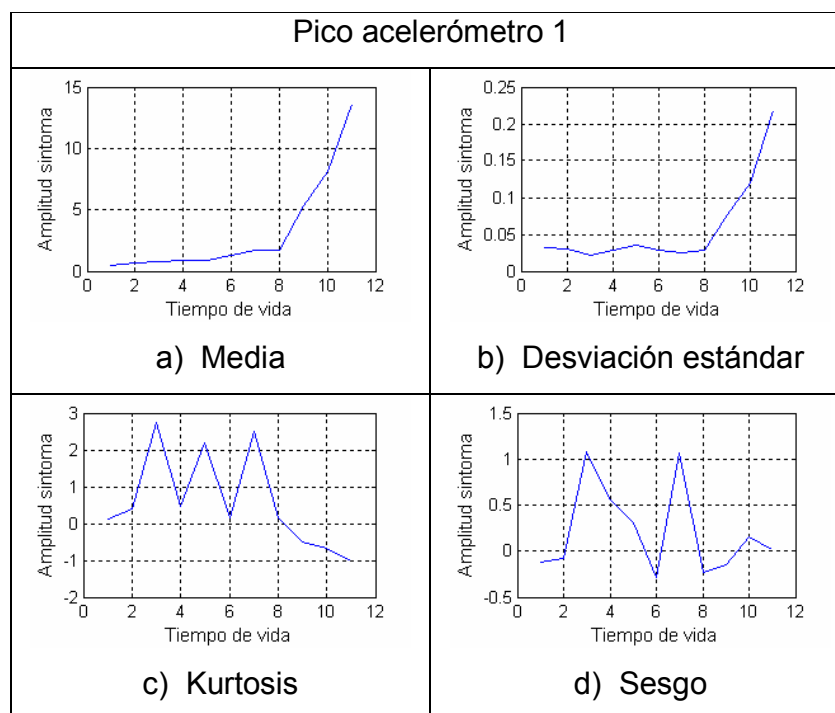 Pico acelerómetro 1
Amplitud sintoma
15
10
5
0
0 2 4 6 8 10 12
Tiempo de vida
a) Media
Amplitud sintoma
0.25
0.2
0.15
0.1
0.05
0
0 2 4 6 8 10 12
Tiempo de vida
b) Desviación estándar
Amplitud sintoma
3
2
1
0
-1
-2
0 2 4 6 8 10 12
Tiempo de vida
c) Kurtosis
Amplitud sintoma
1.5
1
0.5
0
-0.5
0 2 4 6 8 10 12
Tiempo de vida
d) Sesgo